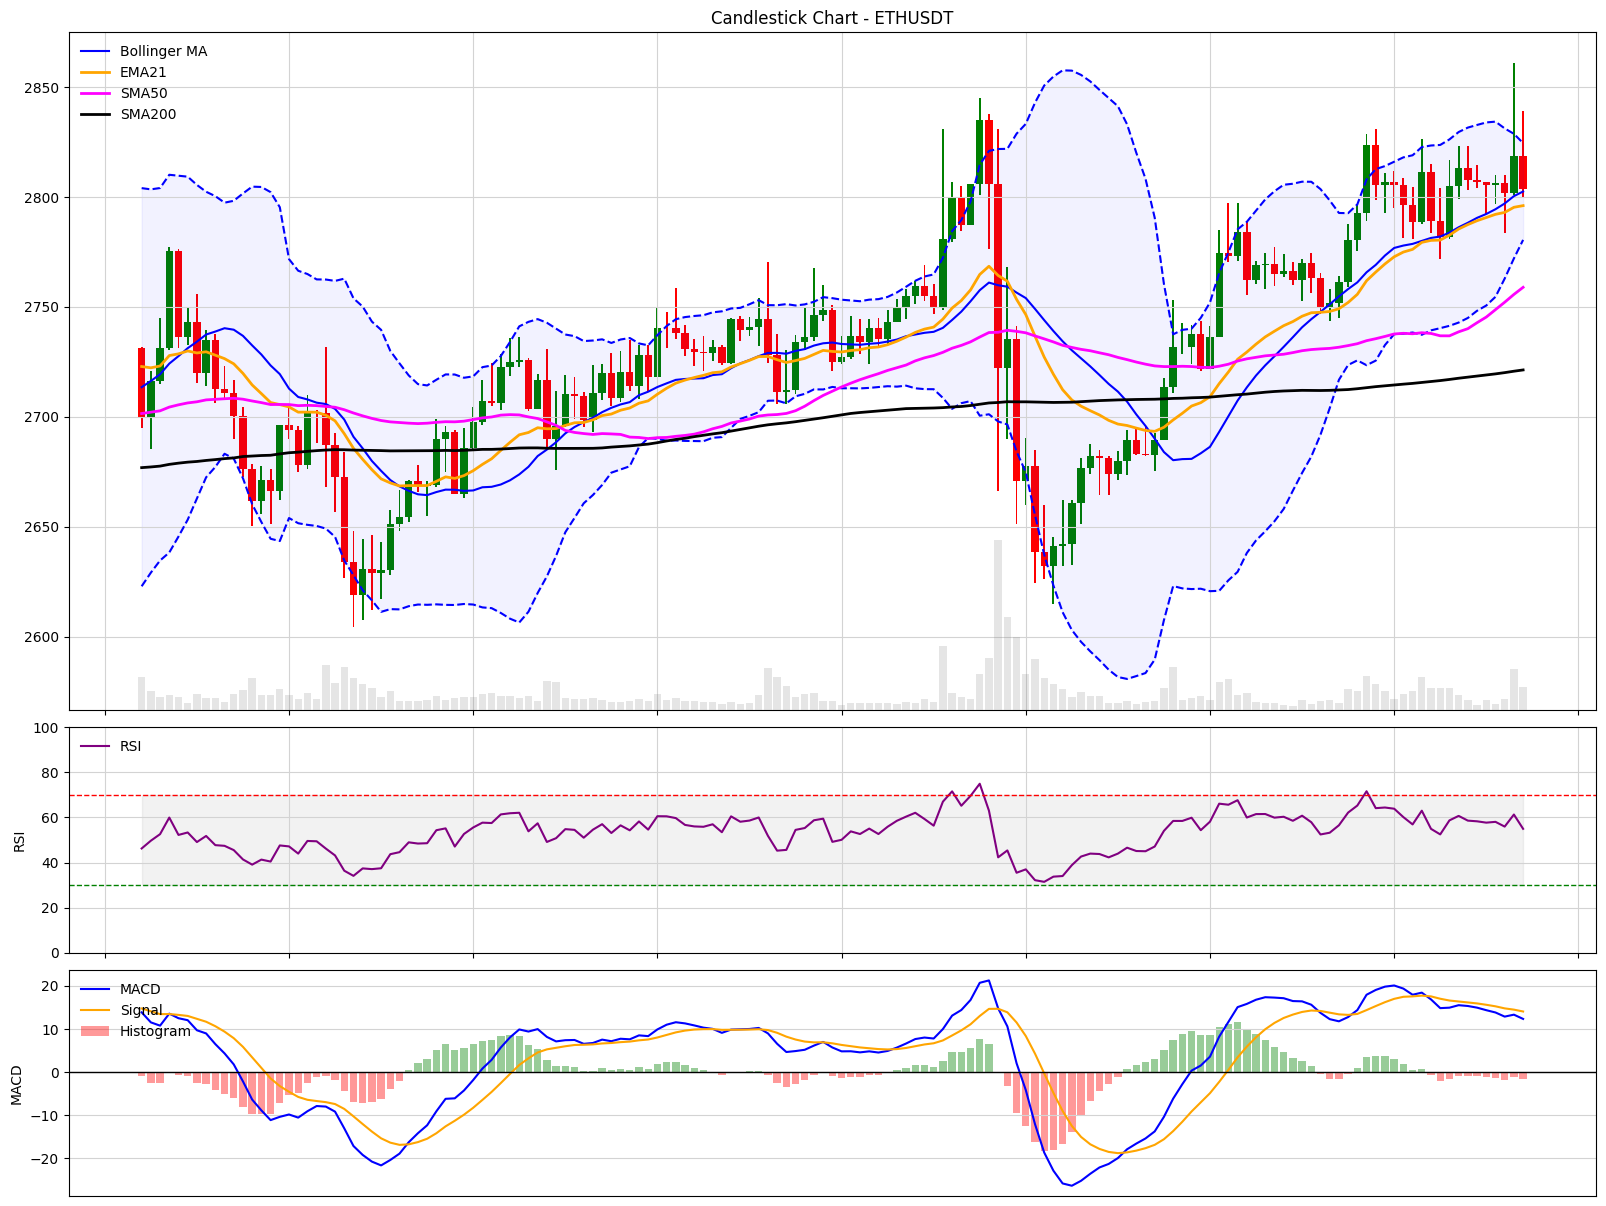 Candlestick Chart - ETHUSDT
Bollinger MA
EMA21
SMA50
SMA200
2850
2800
2750
2700
2650
2600
RSI
100
80
60
40
20
0
RSI
MACD
Signal
Histogram
20
10
0
−10
−20
MACD